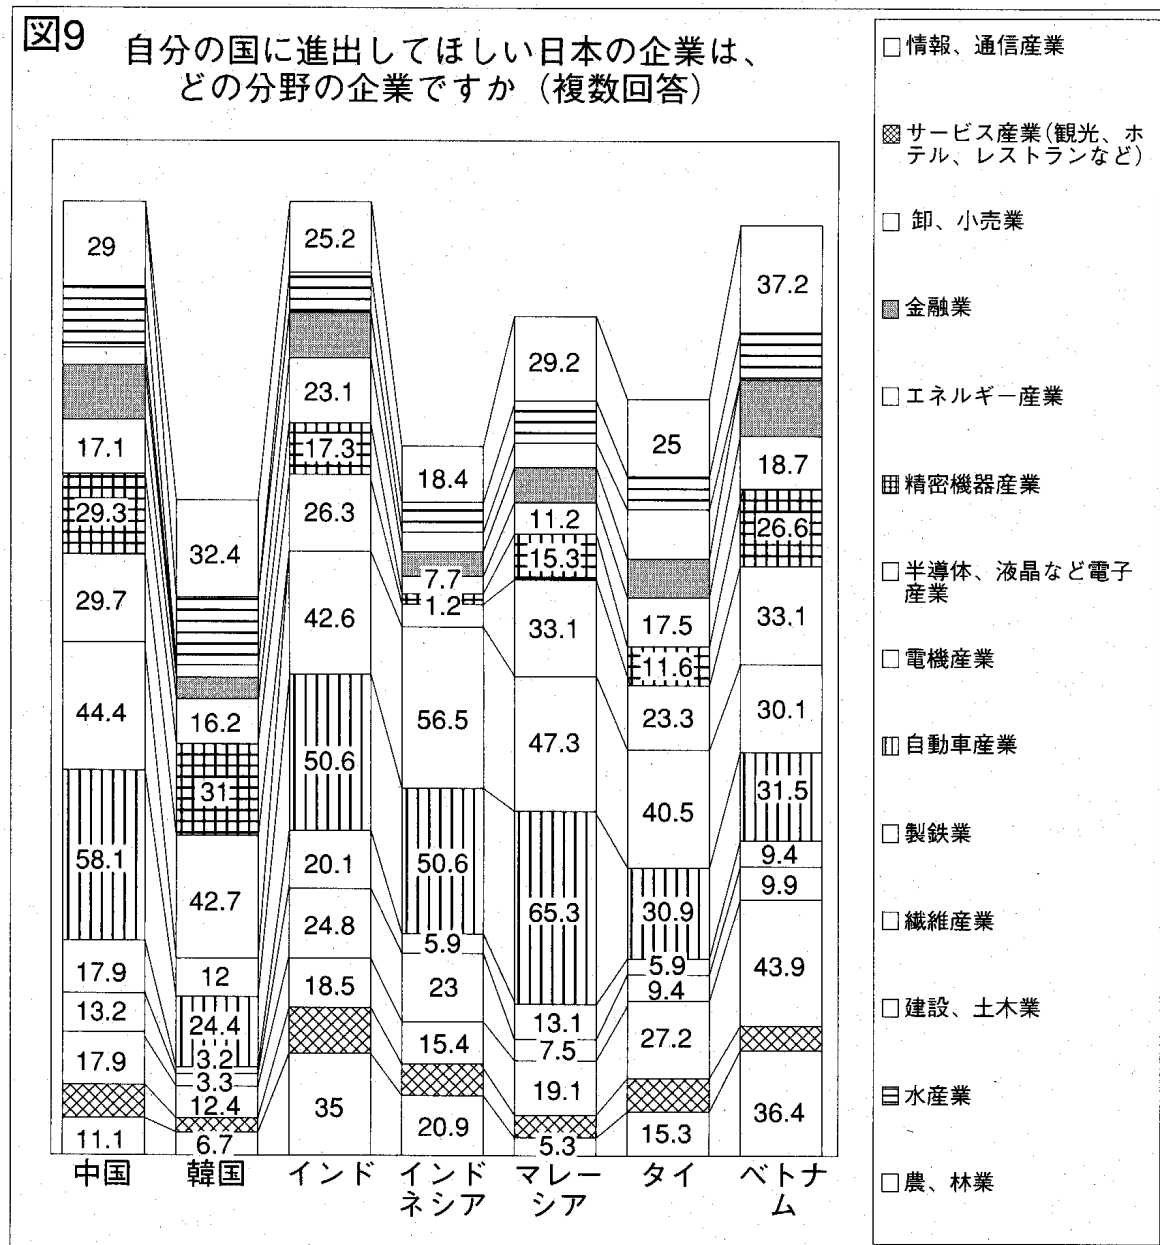 図9
自分の国に進出してほしい日本の企業は、
どの分野の企業ですか（複数回答）
29
17.1
29.3
29.7
44.4
58.1
17.9
13.2
17.9
11.1
中国
32.4
16.2
31
42.7
12
24.4
3.2
3.3
12.4
6.7
韓国
25.2
23.1
17.3
26.3
42.6
50.6
20.1
24.8
18.5
35
インド
18.4
7.7
1.2
56.5
50.6
5.9
23
15.4
20.9
インド
ネシア
29.2
11.2
15.3
33.1
47.3
65.3
13.1
7.5
19.1
5.3
マレー
シア
25
17.5
11.6
23.3
40.5
30.9
5.9
9.4
27.2
15.3
タイ
37.2
18.7
26.6
33.1
30.1
31.5
9.4
9.9
43.9
36.4
ベトナ
ム
情報、通信産業
サービス産業(観光、ホ
テル、レストランなど)
卸、小売業
金融業
エネルギー産業
精密機器産業
半導体、液晶など電子
産業
電機産業
自動車産業
製鉄業
繊維産業
建設、土木業
水産業
農、林業